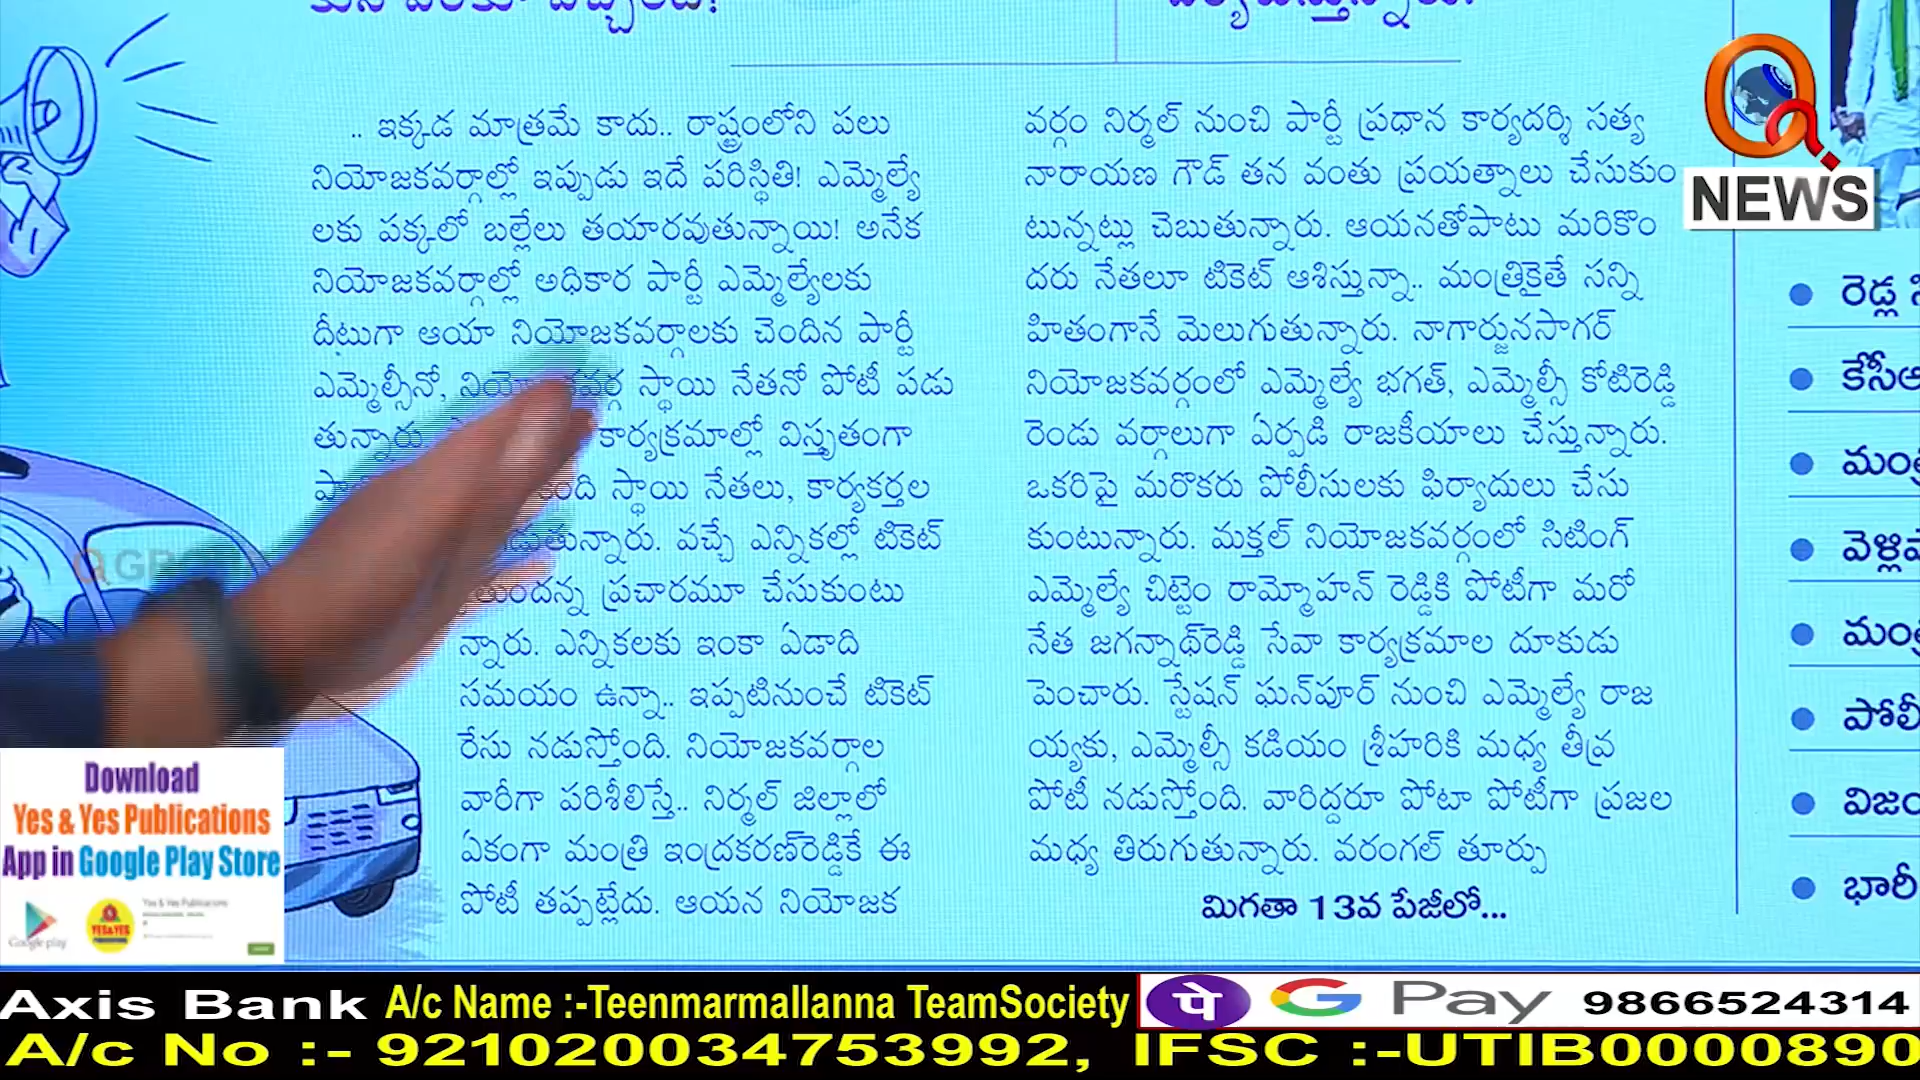 .. ఇక్కడ మాత్రమే కాదు.. రాష్ట్రంలోని పలు
నియోజకవర్గాల్లో ఇప్పుడు ఇదే పరిస్థితి! ఎమ్మెల్యే
లకు పక్కలో బల్లేలు తయారవుతున్నాయి! అనేక
నియోజకవర్గాల్లో అధికార పార్టీ ఎమ్మెల్యేలకు
దీటుగా ఆయా నియోజకవర్గాలకు చెందిన పార్టీ
ఎమ్మెల్సీనో, నియోజకవర్గ స్థాయి నేతనో పోటీ పడు
తున్నారు. కార్యక్రమాల్లో విస్తృతంగా
స్థాయి నేతలు, కార్యకర్తల
వచ్చే ఎన్నికల్లో టికెట్
ప్రచారమూ చేసుకుంటు
న్నారు. ఎన్నికలకు ఇంకా ఏడాది
సమయం ఉన్నా.. ఇప్పటినుంచే టికెట్
రేసు నడుస్తోంది. నియోజకవర్గాల
వారీగా పరిశీలిస్తే.. నిర్మల్ జిల్లాలో
ఏకంగా మంత్రి ఇంద్రకరణ్‌రెడ్డికే ఈ
పోటీ తప్పట్లేదు. ఆయన నియోజక
వర్గం నిర్మల్ నుంచి పార్టీ ప్రధాన కార్యదర్శి సత్య
నారాయణ గౌడ్ తన వంతు ప్రయత్నాలు చేసుకుం
టున్నట్లు చెబుతున్నారు. ఆయనతోపాటు మరికొం
దరు నేతలూ టికెట్ ఆశిస్తున్నా.. మంత్రికైతే సన్ని
హితంగానే మెలుగుతున్నారు. నాగార్జునసాగర్
నియోజకవర్గంలో ఎమ్మెల్యే భగత్, ఎమ్మెల్సీ కోటిరెడ్డి
రెండు వర్గాలుగా ఏర్పడి రాజకీయాలు చేస్తున్నారు.
ఒకరిపై మరొకరు పోలీసులకు ఫిర్యాదులు చేసు
కుంటున్నారు. మక్తల్ నియోజకవర్గంలో సిటింగ్
ఎమ్మెల్యే చిట్టెం రామ్మోహన్ రెడ్డికి పోటీగా మరో
నేత జగన్నాథ్‌రెడ్డి సేవా కార్యక్రమాల దూకుడు
పెంచారు. స్టేషన్ ఘన్‌పూర్ నుంచి ఎమ్మెల్యే రాజ
య్యకు, ఎమ్మెల్సీ కడియం శ్రీహరికి మధ్య తీవ్ర
పోటీ నడుస్తోంది. వారిద్దరూ పోటా పోటీగా ప్రజల
మధ్య తిరుగుతున్నారు. వరంగల్ తూర్పు
మిగతా 13వ పేజీలో...
Q
NEWS
రెడ్ల
Download
Yes & Yes Publications
App in Google Play Store
Yes & Yes Publications
Google play
Axis Bank A/c Name :-Teenmarmallanna TeamSociety
पे G Pay 9866524314
A/c No :- 921020034753992, IFSC :-UTIB0000890